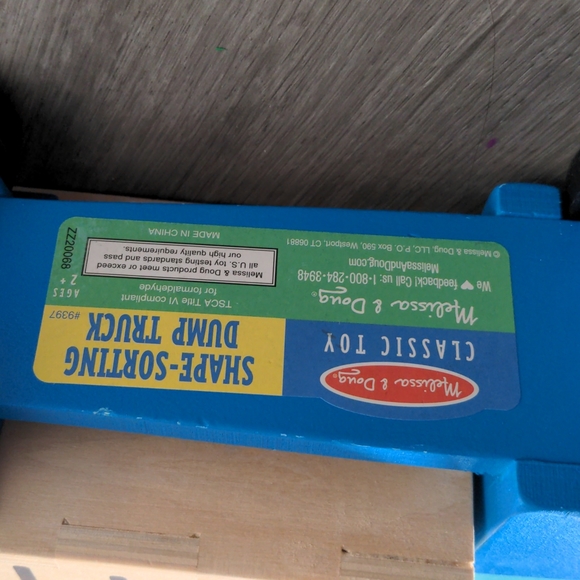 Melissa & Doug®
CLASSIC TOY
SHAPE-SORTING
DUMP TRUCK
#9397
Melissa & Doug®
We ♥ feedback! Call us: 1-800-284-3948
MelissaAndDoug.com
© Melissa & Doug, LLC, P.O. Box 590, Westport, CT 06881
TSCA Title VI compliant
for formaldehyde
AGES
2+
Melissa & Doug products meet or exceed
all U.S. toy testing standards and pass
our high quality requirements.
MADE IN CHINA
ZZ20068